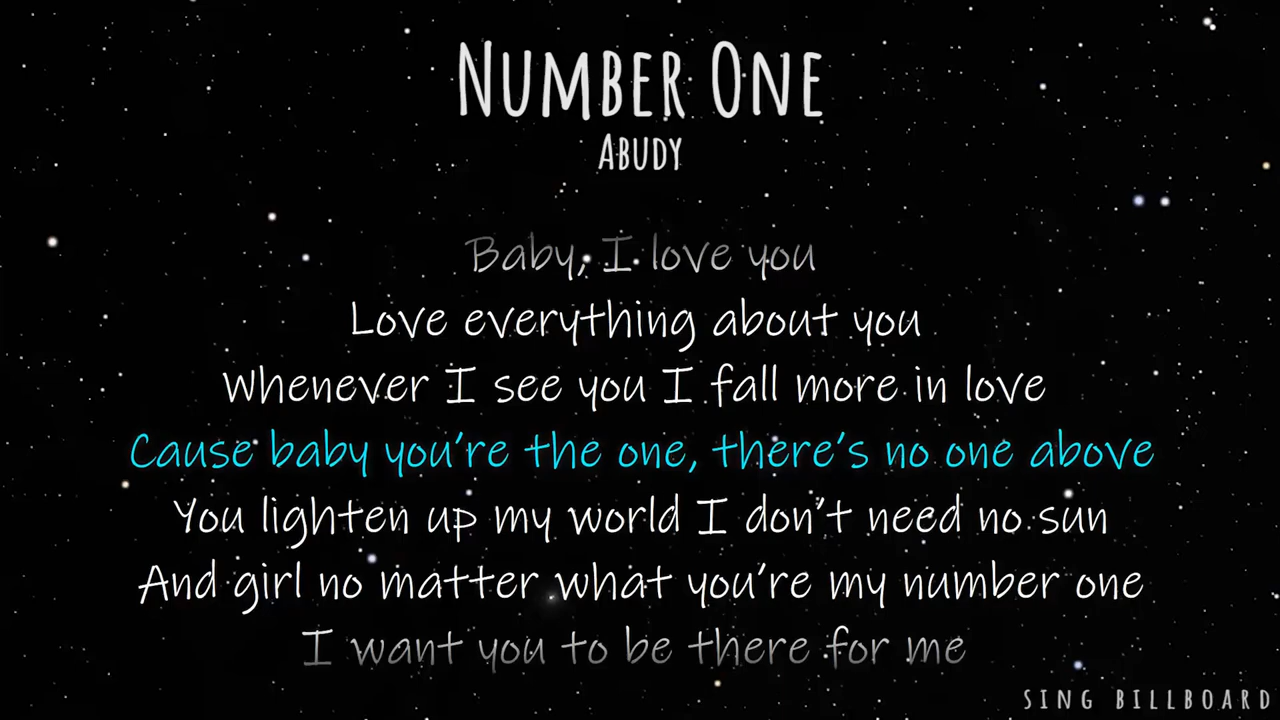 NUMBER ONE
ABUDY
Baby, I love you
Love everything about you
Whenever I see you I fall more in love
Cause baby you're the one, there's no one above
You lighten up my world I don't need no sun
And girl no matter what you're my number one
I want you to be there for me
SING BILLBOARD